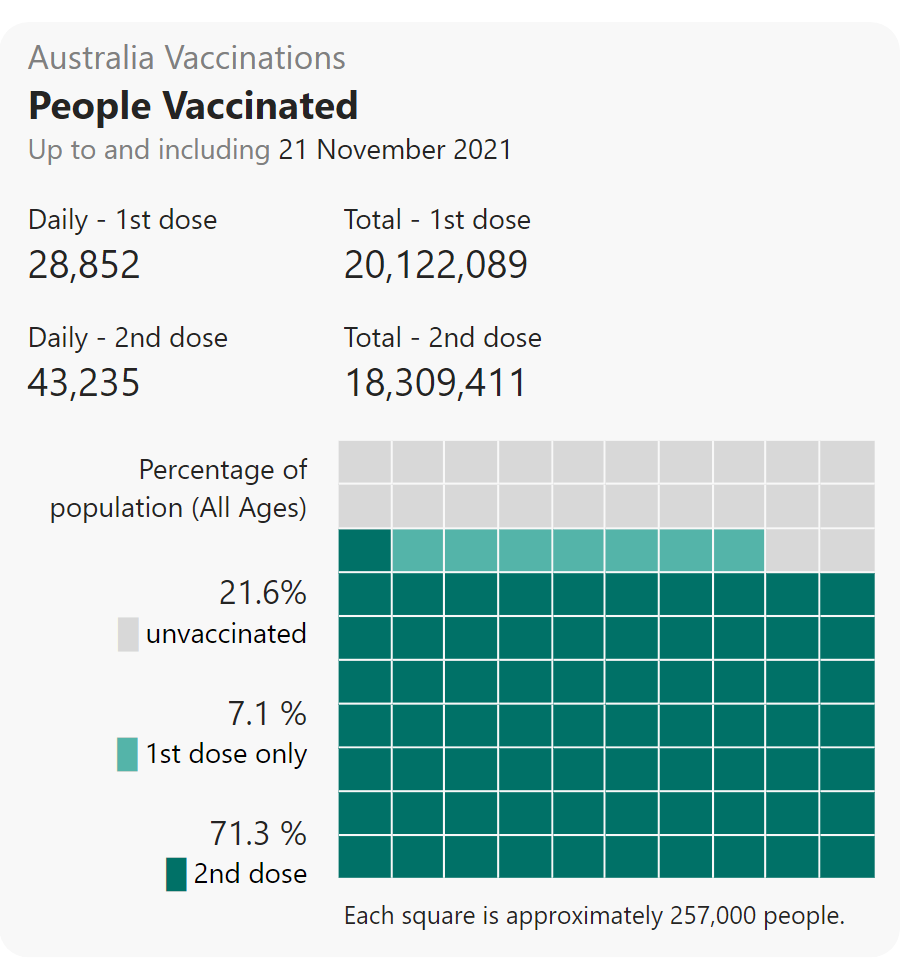 Australia Vaccinations
People Vaccinated
Up to and including 21 November 2021
Daily - 1st dose
28,852
Total - 1st dose
20,122,089
Daily - 2nd dose
43,235
Total - 2nd dose
18,309,411
Percentage of
population (All Ages)
21.6%
unvaccinated
7.1 %
1st dose only
71.3 %
2nd dose
Each square is approximately 257,000 people.